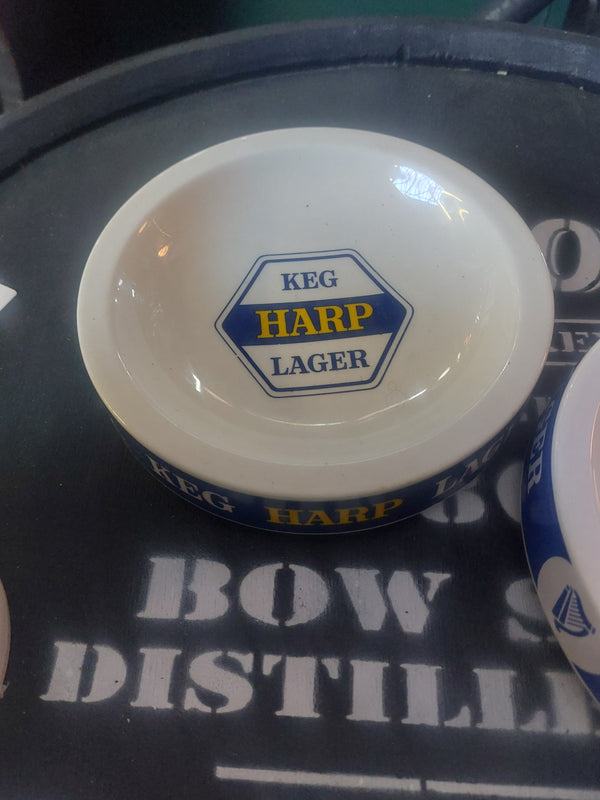 KEG
HARP
LAGER
KEG HARP LAG
BOW S
DISTILL